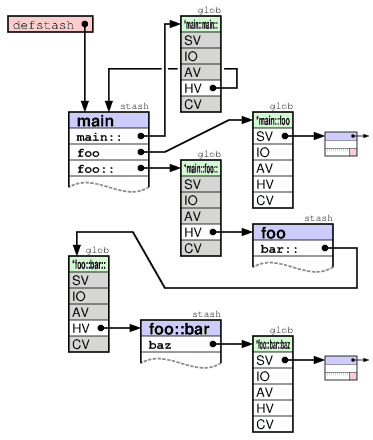 glob
defstash
*main::main::
SV
IO
AV
HV
CV
stash
main
main::
foo
foo::
glob
*main::foo
SV
IO
AV
HV
CV
glob
*main::foo::
SV
IO
AV
HV
CV
stash
foo
bar::
glob
*foo::bar::
SV
IO
AV
HV
CV
stash
foo::bar
baz
glob
*foo::bar::baz
SV
IO
AV
HV
CV